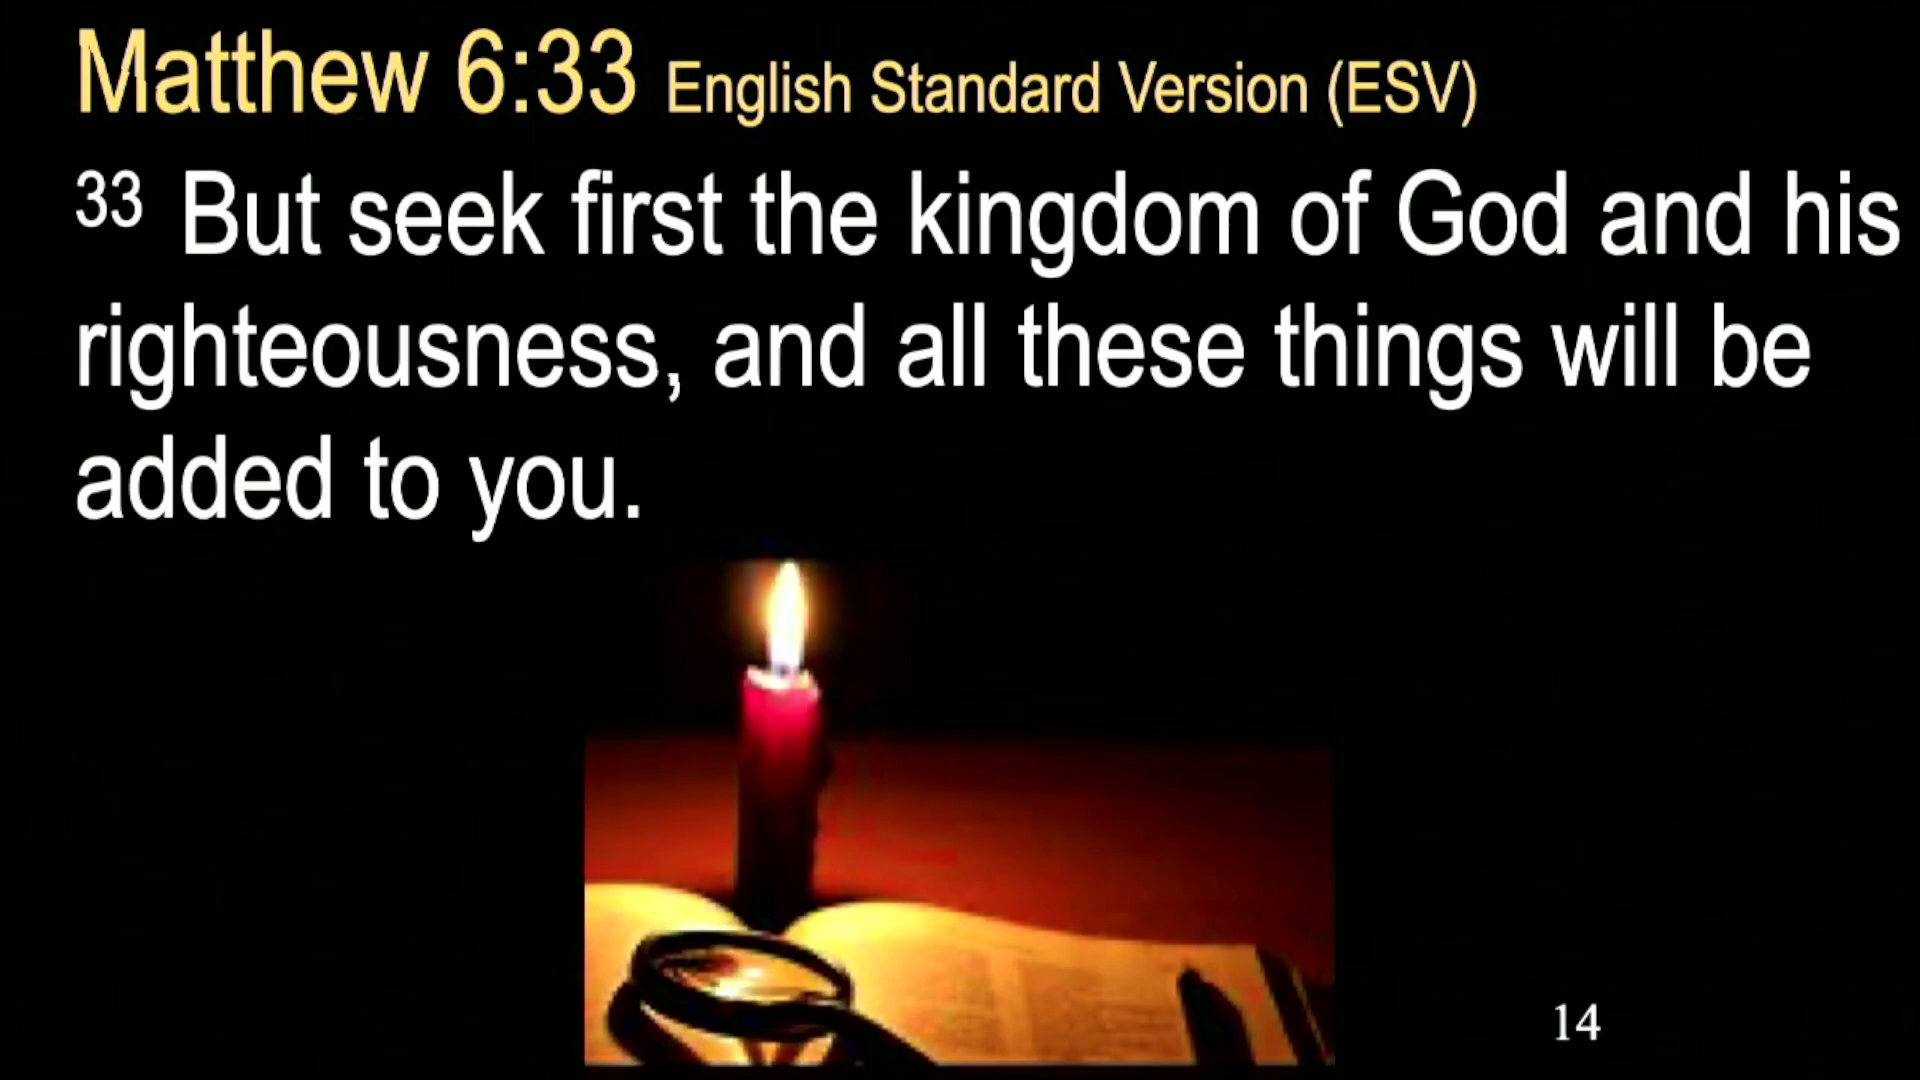 Matthew 6:33 English Standard Version (ESV)
33 But seek first the kingdom of God and his
righteousness, and all these things will be
added to you.
14